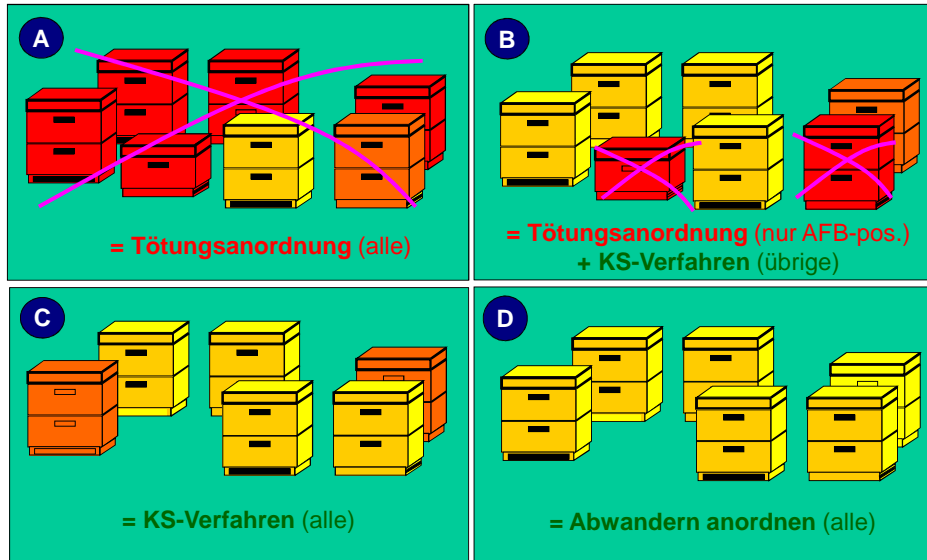 A
= Tötungsanordnung (alle)
B
= Tötungsanordnung (nur AFB-pos.)
+ KS-Verfahren (übrige)
C
= KS-Verfahren (alle)
D
= Abwandern anordnen (alle)